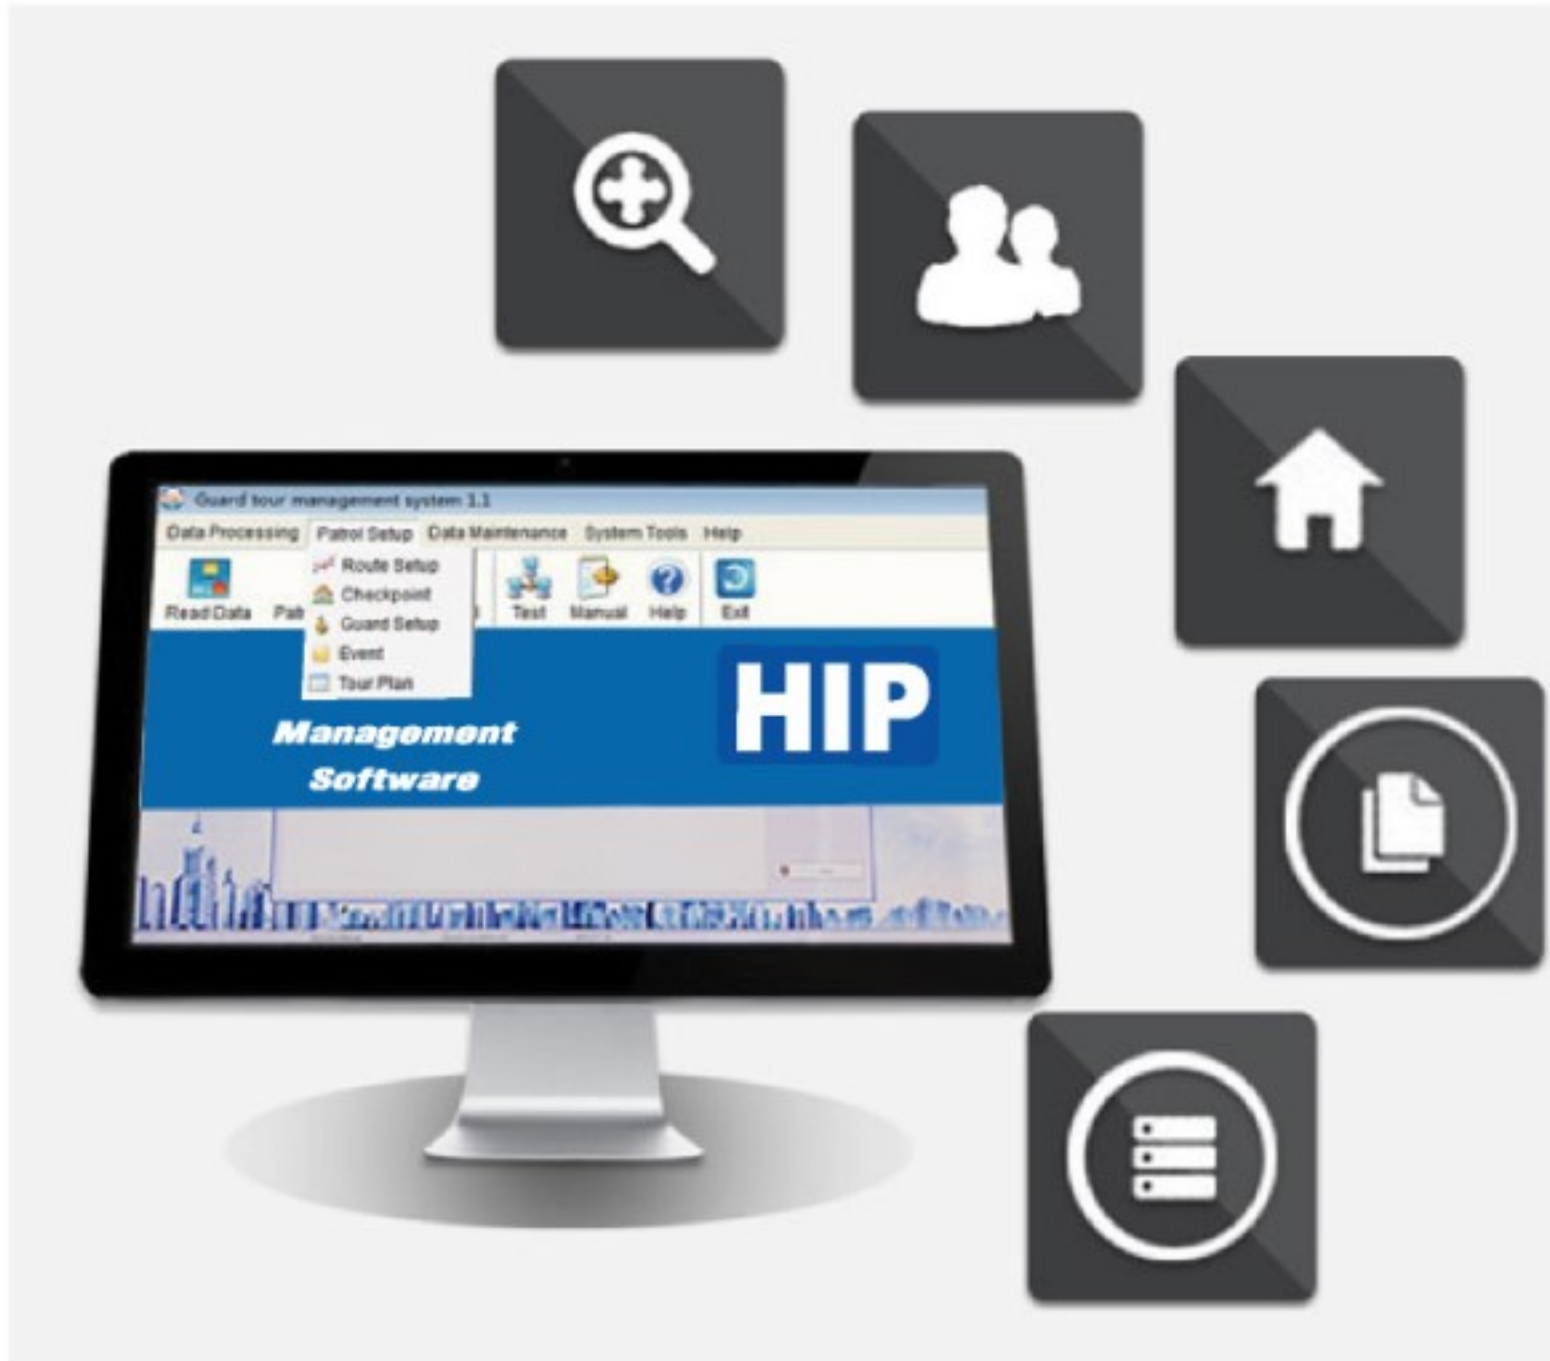 Guard tour management system 1.1
Data Processing Patrol Setup Data Maintenance System Tools Help
Route Setup
Checkpoint
Guard Setup
Event
Tour Plan
Read Data Test Manual Help Exit
HIP
Management
Software